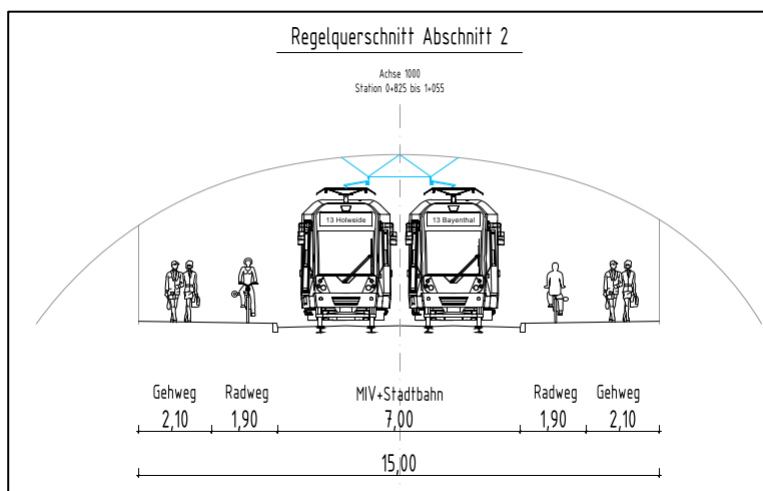 Regelquerschnitt Abschnitt 2
Achse 1000
Station 0+825 bis 1+055
13 Holweide
13 Bayenthal
Gehweg Radweg MIV+Stadtbahn Radweg Gehweg
2,10 1,90 7,00 1,90 2,10
15,00